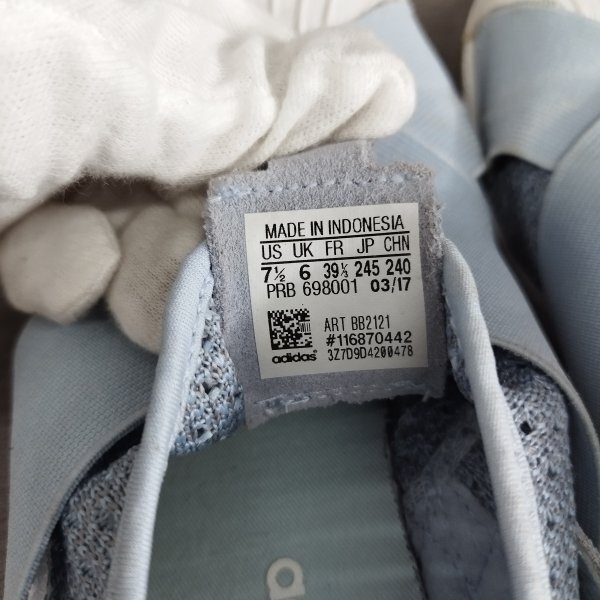 MADE IN INDONESIA
US UK FR JP CHN
7½ 6 39⅓ 245 240
PRB 698001 03/17
ART BB2121
#116870442
adidas® 3Z7D9D4200478
a